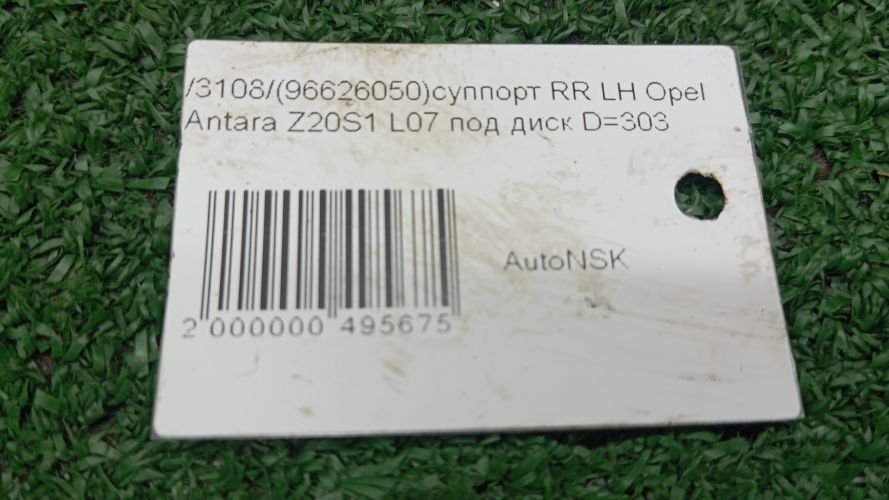 /3108/(96626050)суппорт RR LH Opel
Antara Z20S1 L07 под диск D=303
AutoNSK
2 000000 495675